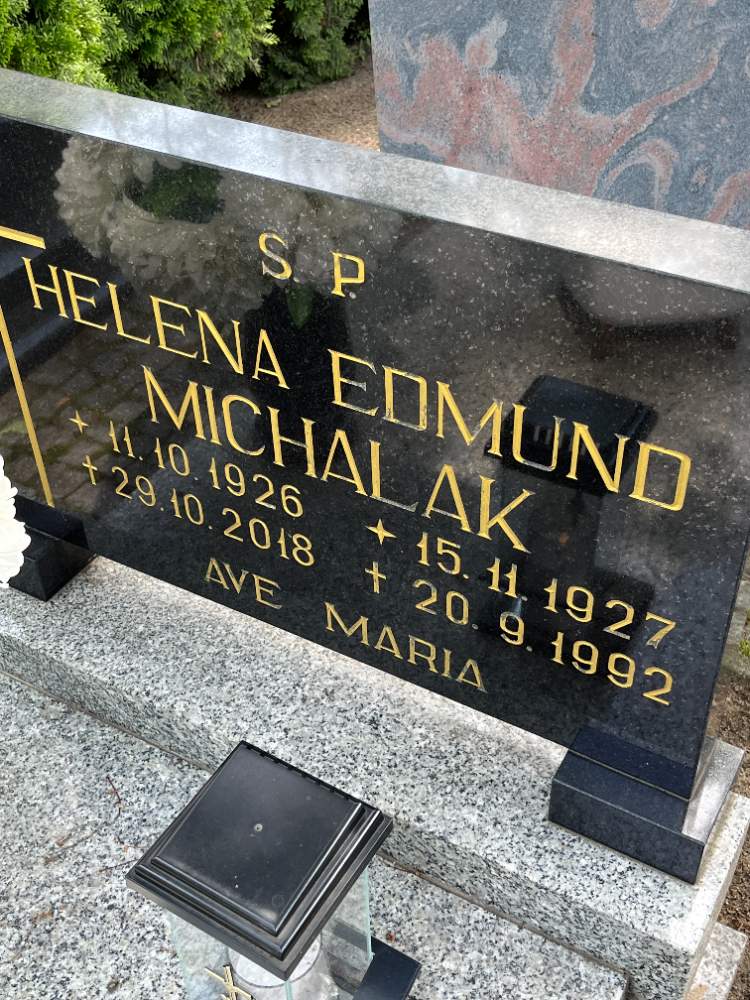 S. P.
HELENA EDMUND
MICHALAK
11.10.1926 15.11.1927
29.10.2018 20.9.1992
AVE MARIA